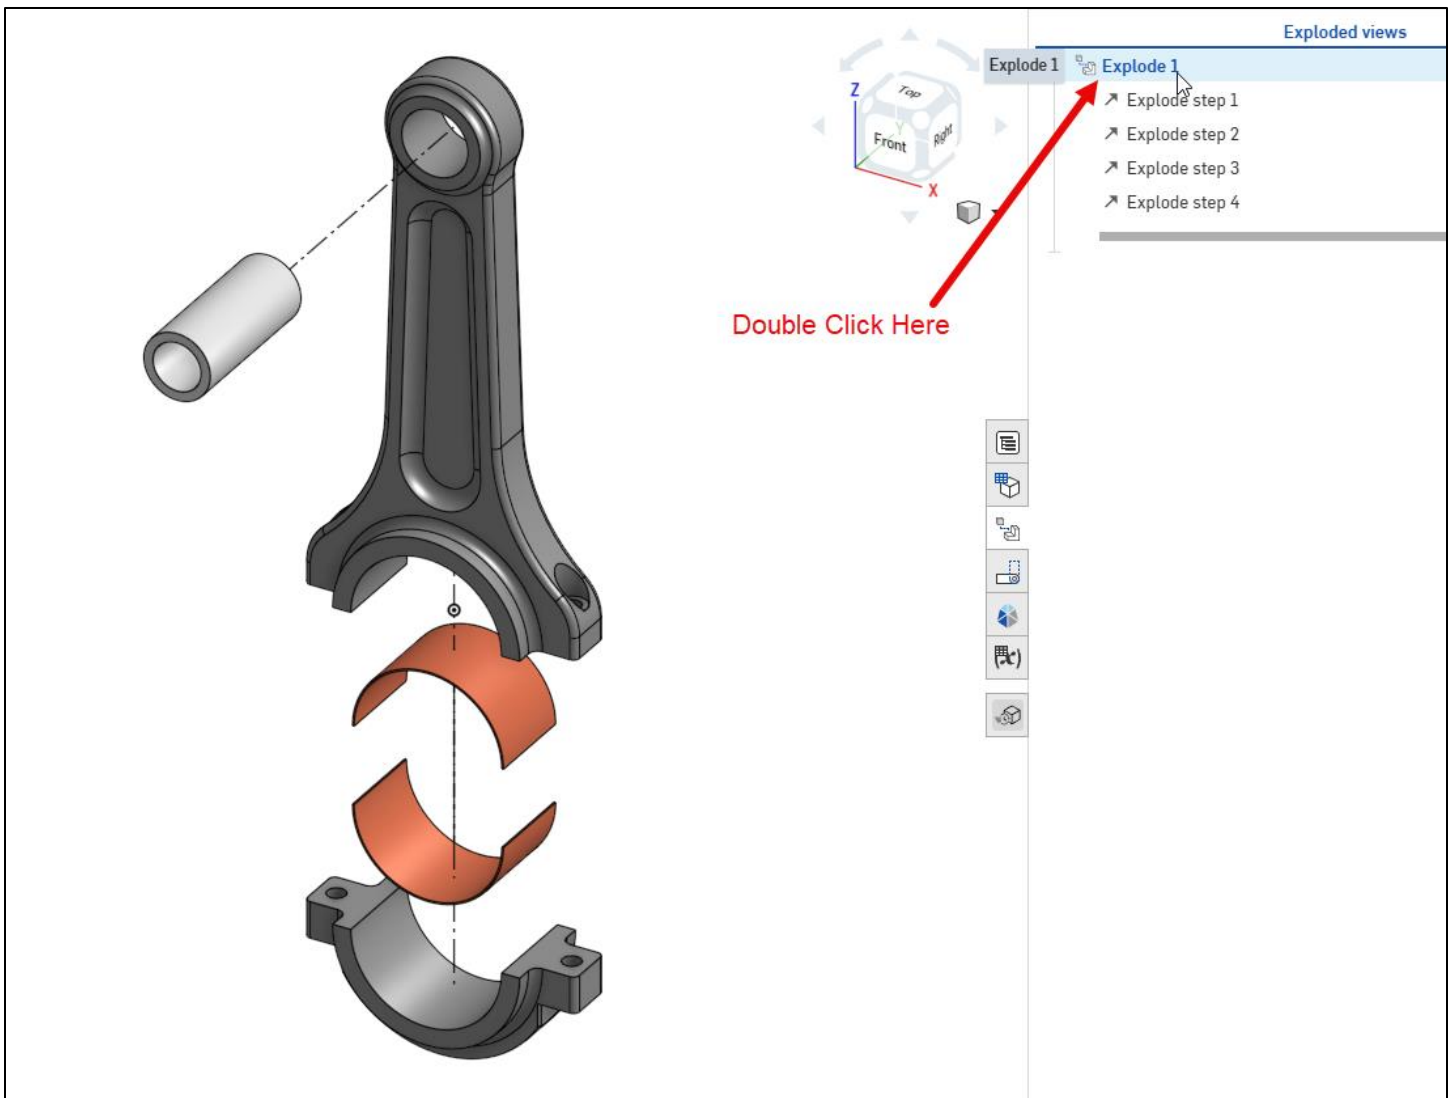 Exploded views
Explode 1
Explode 1
Explode step 1
Explode step 2
Explode step 3
Explode step 4
Z
Top
Y
Front
Right
X
Double Click Here
(x)